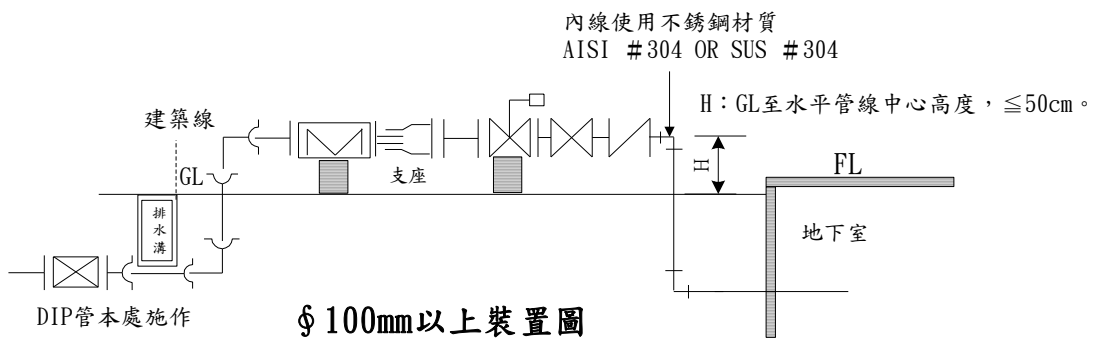 內線使用不銹鋼材質
AISI #304 OR SUS #304
H：GL至水平管線中心高度，≦50cm。
建築線
GL
支座
H
FL
排水溝
地下室
DIP管本處施作
∮100mm以上裝置圖